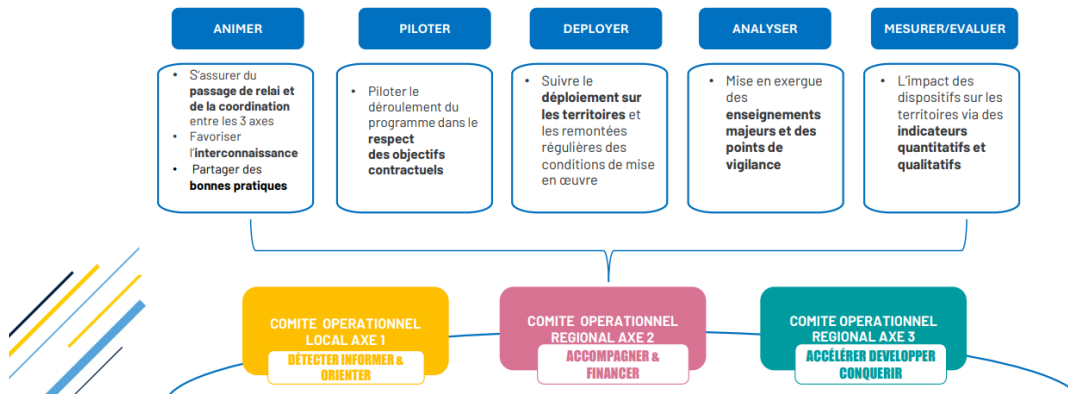 ANIMER
PILOTER
DEPLOYER
ANALYSER
MESURER/EVALUER
• S'assurer du
passage de relai et
de la coordination
entre les 3 axes
• Favoriser
l'interconnaissance
• Partager des
bonnes pratiques
• Piloter le
déroulement du
programme dans le
respect
des objectifs
contractuels
• Suivre le
déploiement sur
les territoires et
les remontées
régulières des
conditions de mise
en œuvre
• Mise en exergue
des
enseignements
majeurs et des
points de
vigilance
• L'impact des
dispositifs sur les
territoires via des
indicateurs
quantitatifs et
qualitatifs
COMITE OPERATIONNEL
LOCAL AXE 1
DÉTECTER INFORMER &
ORIENTER
COMITE OPERATIONNEL
REGIONAL AXE 2
ACCOMPAGNER &
FINANCER
COMITE OPERATIONNEL
REGIONAL AXE 3
ACCÉLÉRER DEVELOPPER
CONQUERIR